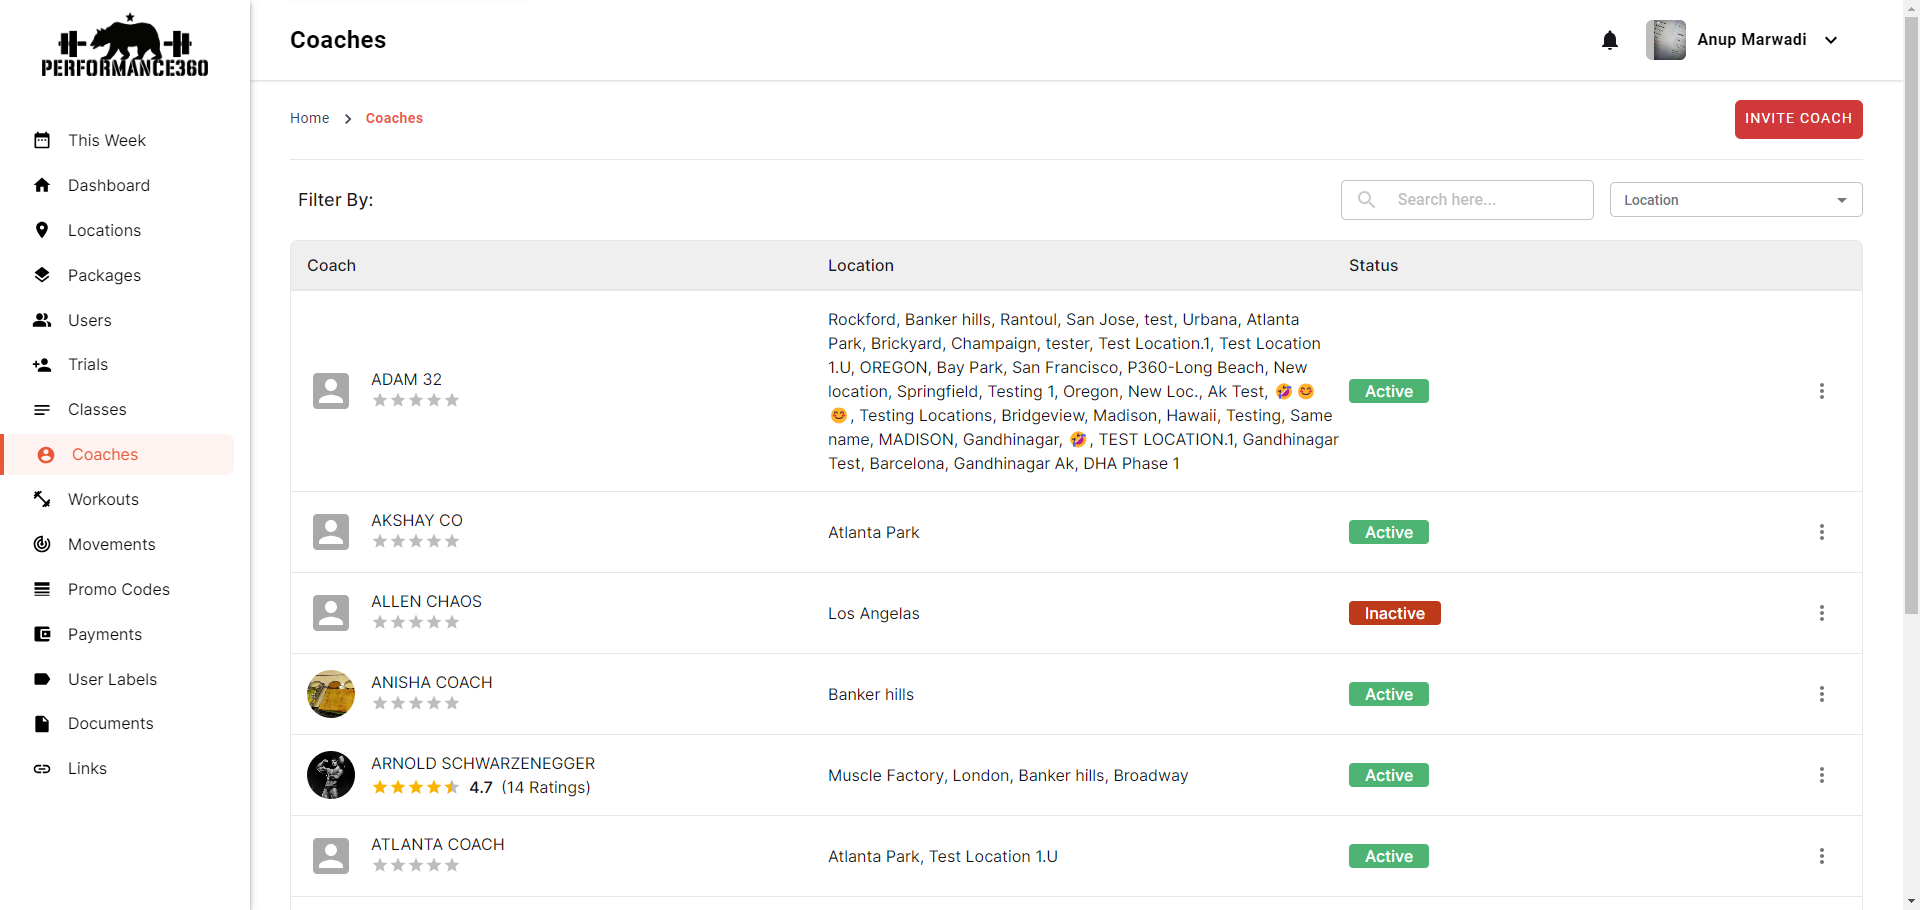 PERFORMANCE360
Coaches
Anup Marwadi
This Week
Dashboard
Locations
Packages
Users
Trials
Classes
Coaches
Workouts
Movements
Promo Codes
Payments
User Labels
Documents
Links
Home
Coaches
INVITE COACH
Filter By:
Search here...
Location
Coach
Location
Status
ADAM 32
Rockford, Banker hills, Rantoul, San Jose, test, Urbana, Atlanta
Park, Brickyard, Champaign, tester, Test Location.1, Test Location
1.U, OREGON, Bay Park, San Francisco, P360-Long Beach, New
location, Springfield, Testing 1, Oregon, New Loc., Ak Test, 🤣 😊
😊, Testing Locations, Bridgeview, Madison, Hawaii, Testing, Same
name, MADISON, Gandhinagar, 🤣, TEST LOCATION.1, Gandhinagar
Test, Barcelona, Gandhinagar Ak, DHA Phase 1
Active
AKSHAY CO
Atlanta Park
Active
ALLEN CHAOS
Los Angelas
Inactive
ANISHA COACH
Banker hills
Active
ARNOLD SCHWARZENEGGER
4.7 (14 Ratings)
Muscle Factory, London, Banker hills, Broadway
Active
ATLANTA COACH
Atlanta Park, Test Location 1.U
Active